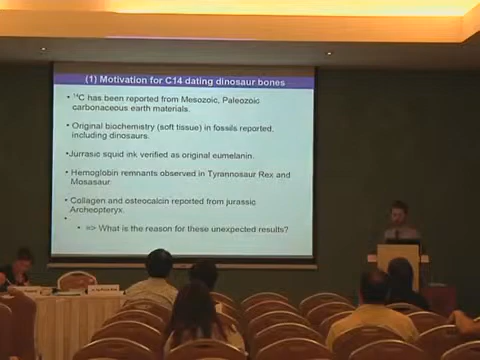 (1) Motivation for C14 dating dinosaur bones
• ¹⁴C has been reported from Mesozoic, Paleozoic
carbonaceous earth materials.
• Original biochemistry (soft tissue) in fossils reported,
including dinosaurs.
•Jurrasic squid ink verified as original eumelanin.
• Hemoglobin remnants observed in Tyrannosaur Rex and
Mosasaur
• Collagen and osteocalcin reported from jurassic
Archeopteryx.
•
• => What is the reason for these unexpected results?